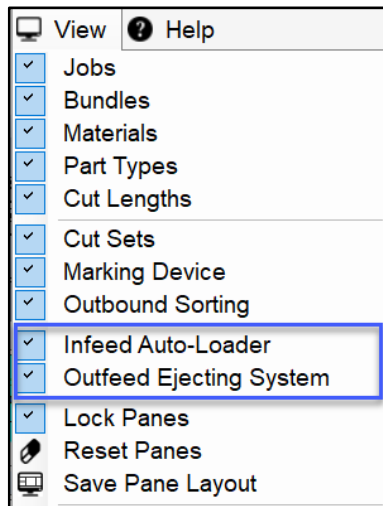 View Help
Jobs
Bundles
Materials
Part Types
Cut Lengths
Cut Sets
Marking Device
Outbound Sorting
Infeed Auto-Loader
Outfeed Ejecting System
Lock Panes
Reset Panes
Save Pane Layout